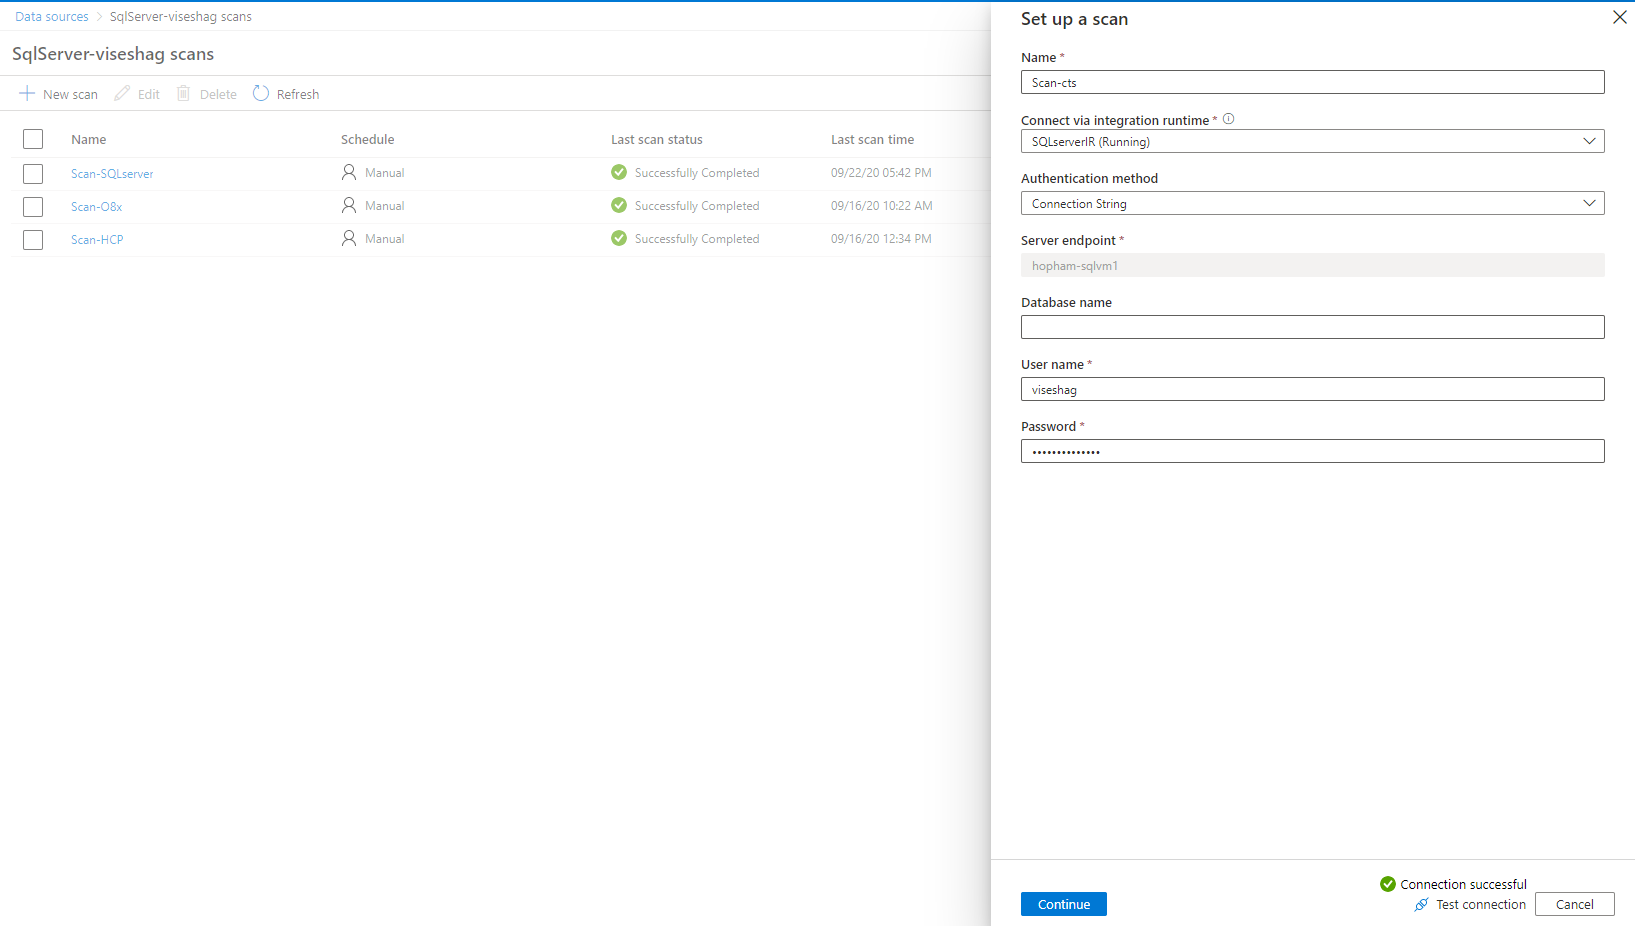 Data sources > SqlServer-viseshag scans
SqlServer-viseshag scans
New scan Edit Delete Refresh
Name Schedule Last scan status Last scan time
Scan-SQLserver Manual Successfully Completed 09/22/20 05:42 PM
Scan-O8x Manual Successfully Completed 09/16/20 10:22 AM
Scan-HCP Manual Successfully Completed 09/16/20 12:34 PM
Set up a scan
Name *
Scan-cts
Connect via integration runtime *
SQLserverIR (Running)
Authentication method
Connection String
Server endpoint *
hopham-sqlvm1
Database name
User name *
viseshag
Password *
••••••••••••••
Connection successful
Continue Test connection Cancel